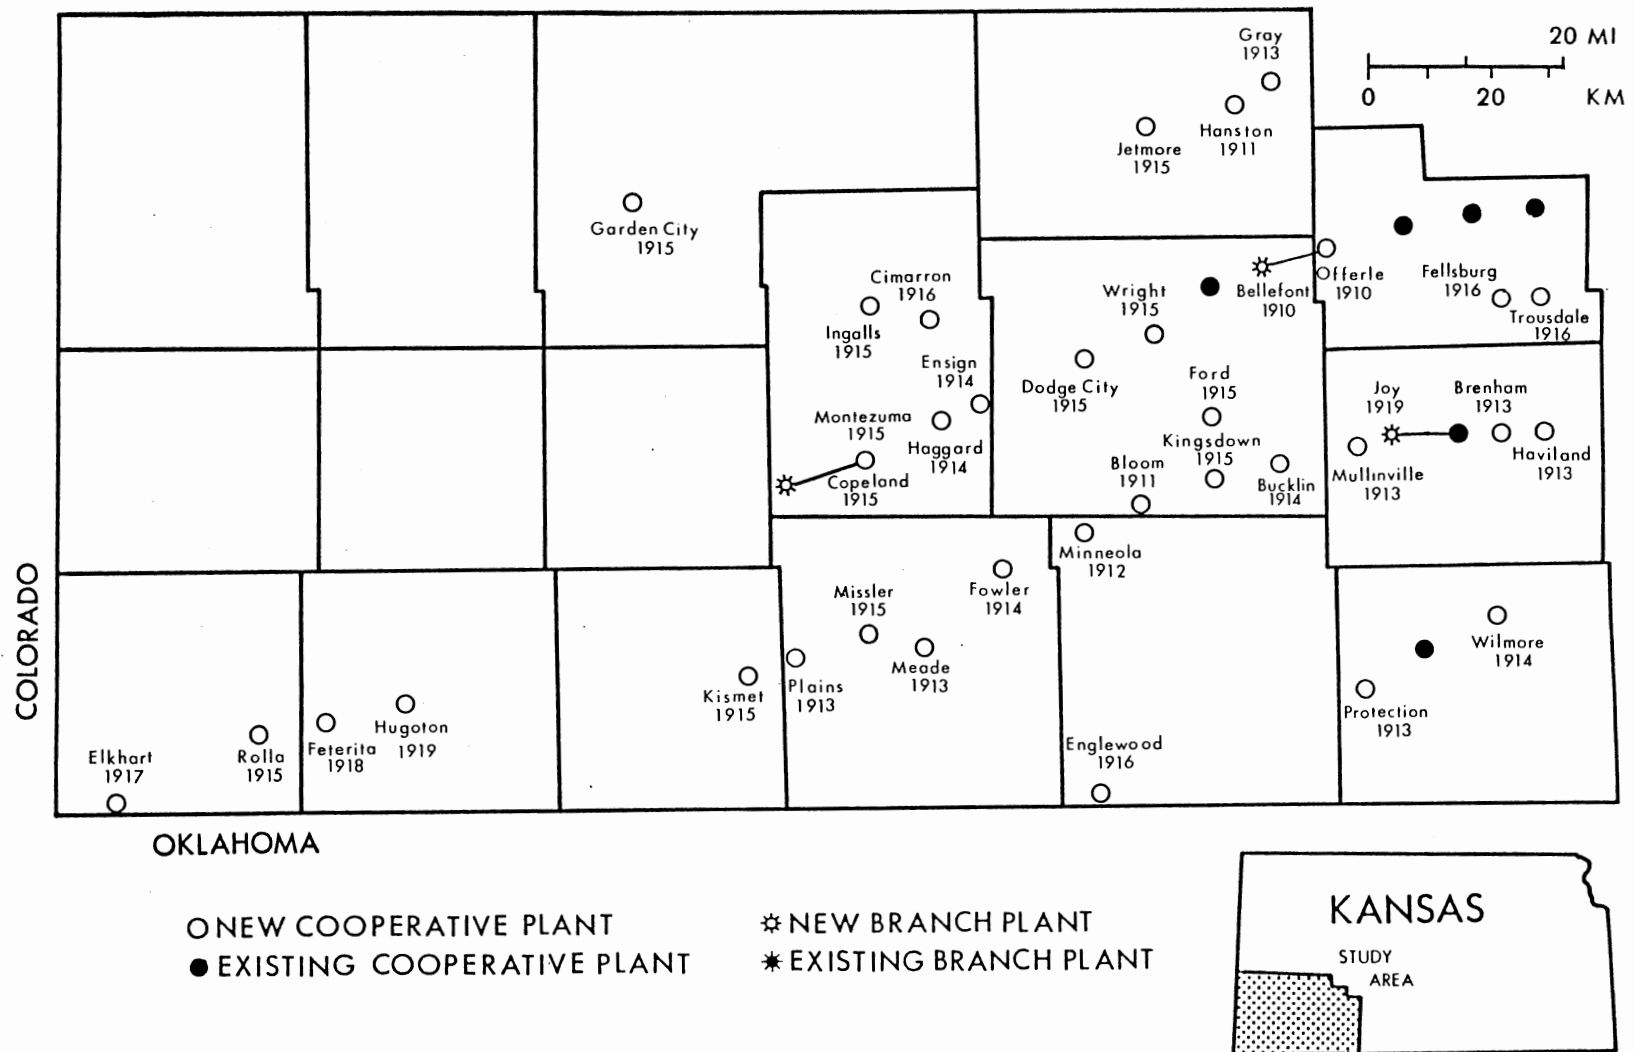 Gray
1913
20 MI
0 20 KM
Hanston
1911
Jetmore
1915
Garden City
1915
Cimarron
1916
Ingalls
1915
Wright
1915
Bellefont
1910
Offerle
1910
Fellsburg
1916
Trousdale
1916
Ensign
1914
Dodge City
1915
Ford
1915
Joy
1919
Brenham
1913
Montezuma
1915
Haggard
1914
Kingsdown
1915
Bloom
1911
Bucklin
1914
Mullinville
1913
Haviland
1913
Copeland
1915
Minneola
1912
Missler
1915
Fowler
1914
Wilmore
1914
Meade
1913
Kismet
1915
Plains
1913
Protection
1913
COLORADO
Elkhart
1917
Rolla
1915
Feterita
1918
Hugoton
1919
Englewood
1916
OKLAHOMA
NEW COOPERATIVE PLANT
EXISTING COOPERATIVE PLANT
NEW BRANCH PLANT
EXISTING BRANCH PLANT
KANSAS
STUDY
AREA